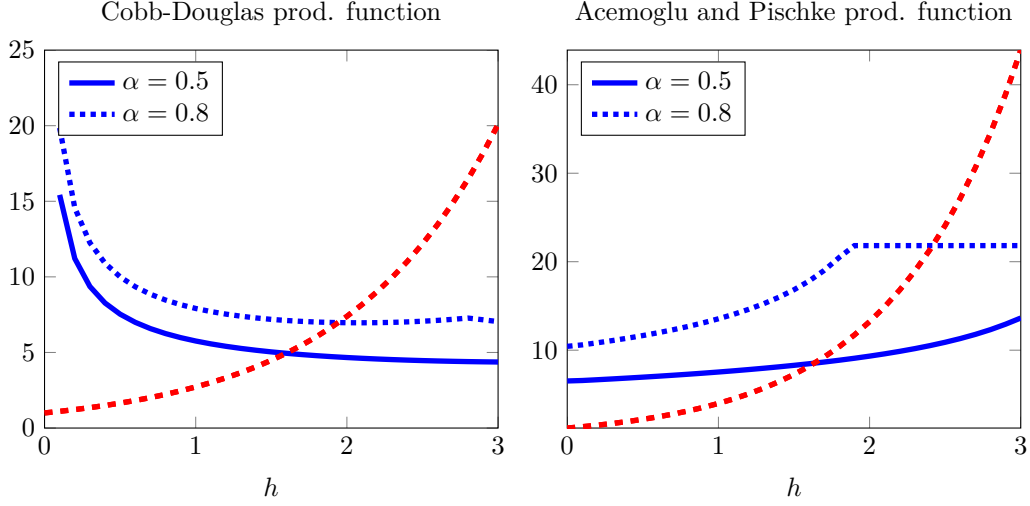 Cobb-Douglas prod. function
25
20
15
10
5
0
α = 0.5
α = 0.8
0
1
2
3
h
Acemoglu and Pischke prod. function
40
30
20
10
α = 0.5
α = 0.8
0
1
2
3
h